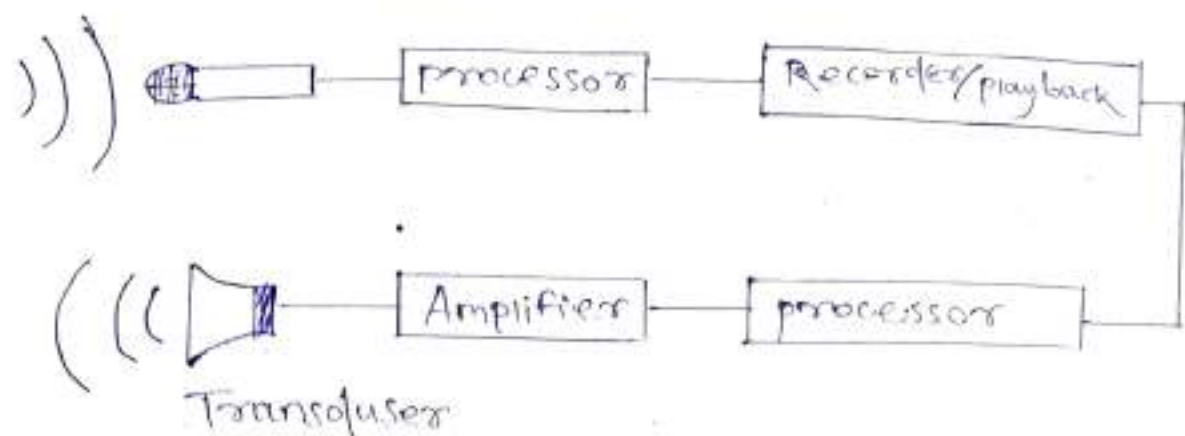 processor
Recorder/playback
Amplifier
processor
Transduser